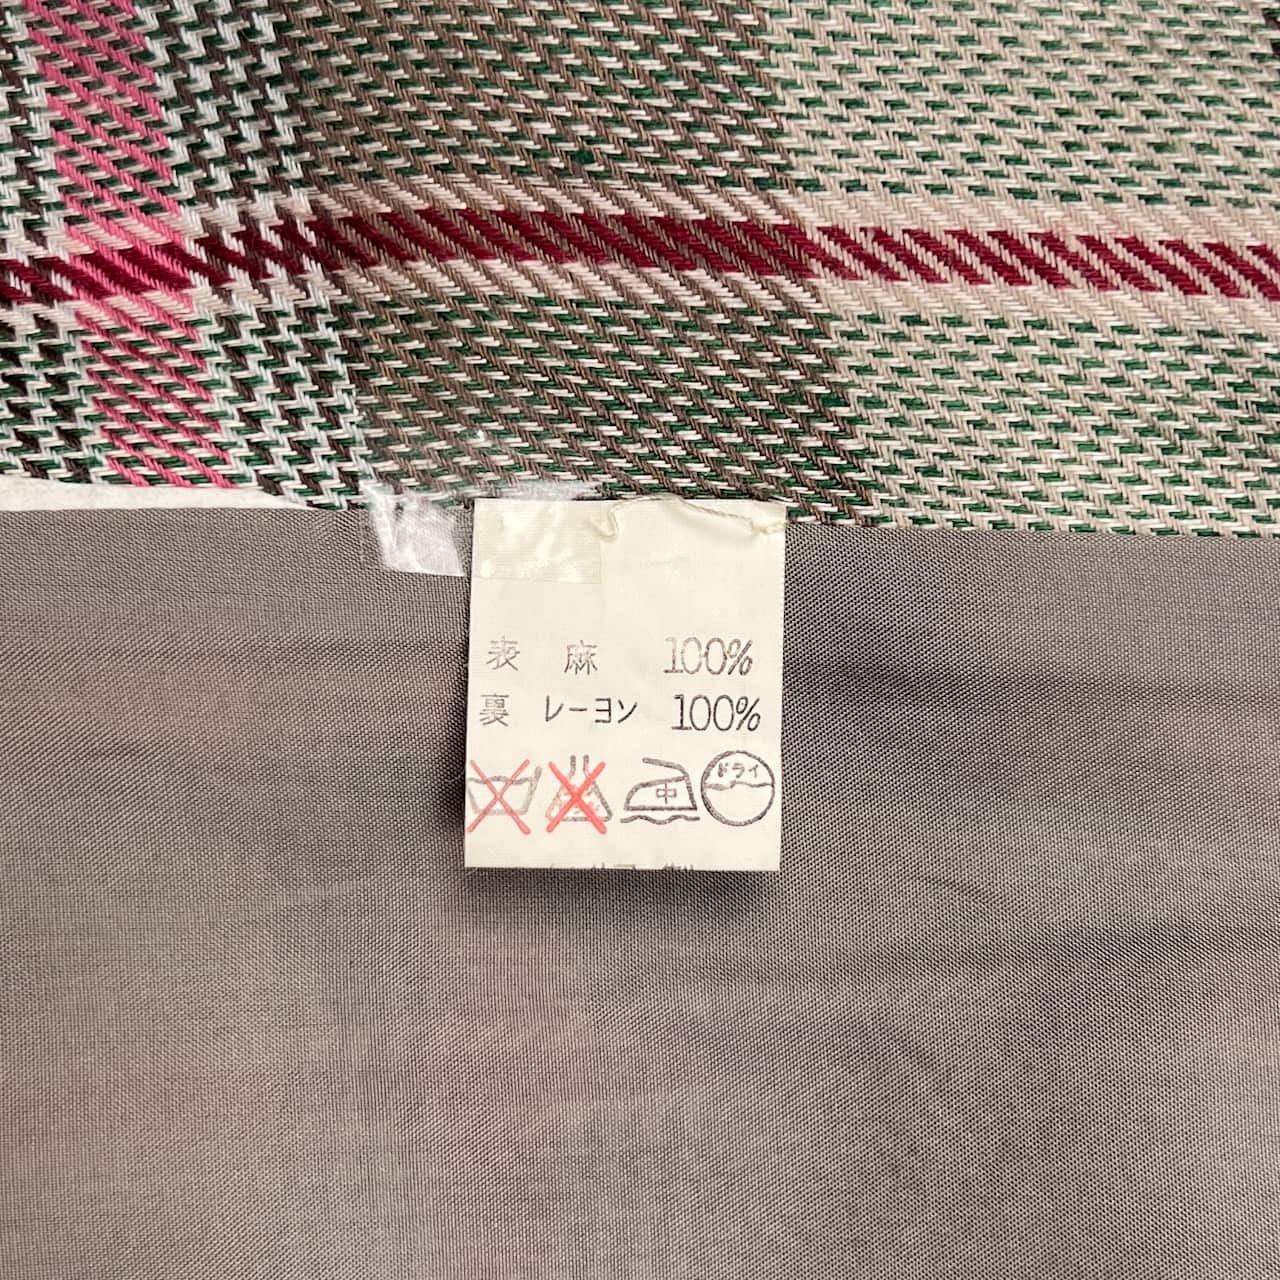 表 麻 100%
裏 レーヨン 100%
中 ドライ